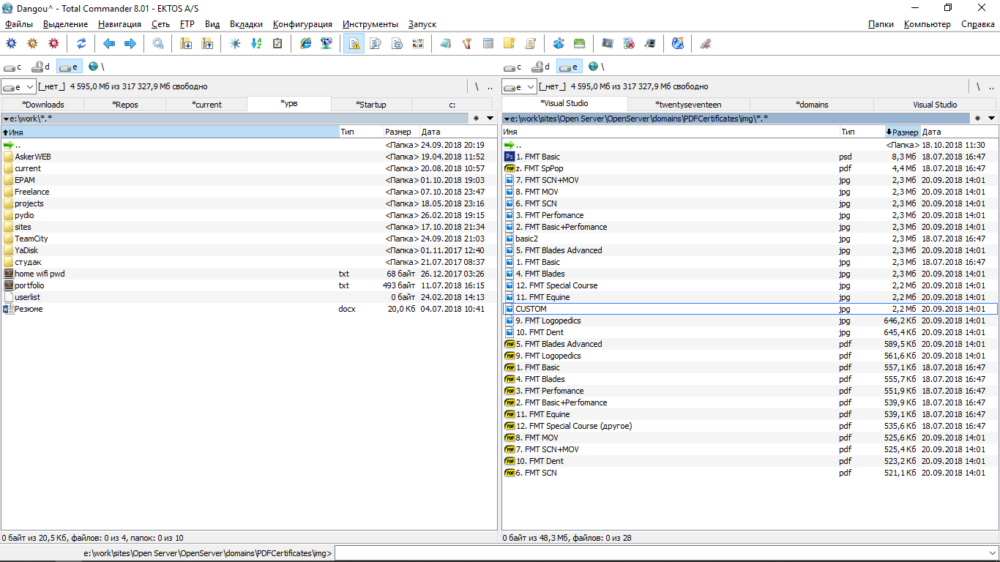 Dangou^ - Total Commander 8.01 - EKTOS A/S
Файлы Выделение Навигация Сеть FTP Вид Вкладки Конфигурация Инструменты Запуск Папки Компьютер Справка
c d e \ c d e \
e [_нет_] 4 595,0 Мб из 317 327,9 Мб свободно \ .. e [_нет_] 4 595,0 Мб из 317 327,9 Мб свободно \ ..
*Downloads *Repos *current *урв *Startup c: *Visual Studio *twentyseventeen *domains Visual Studio
e:\work\*.* *
Имя Тип Размер Дата
.. <Папка> 24.09.2018 20:19
AskerWEB <Папка> 19.04.2018 11:52
current <Папка> 20.08.2018 10:57
EPAM <Папка> 01.10.2018 19:03
Freelance <Папка> 07.10.2018 23:47
projects <Папка> 18.05.2018 23:16
pydio <Папка> 26.02.2018 19:15
sites <Папка> 17.10.2018 21:34
TeamCity <Папка> 24.09.2018 21:03
YaDisk <Папка> 01.11.2017 12:40
студак <Папка> 21.07.2017 08:37
home wifi pwd txt 68 байт 26.12.2017 03:26
portfolio txt 493 байт 11.07.2018 16:15
userlist 0 байт 24.02.2018 14:13
Резюме docx 20,0 Кб 04.07.2018 10:41
0 байт из 20,5 Кб, файлов: 0 из 4, папок: 0 из 10
e:\work\sites\Open Server\OpenServer\domains\PDFCertificates\img\*.* *
Имя Тип Размер Дата
.. <Папка> 18.10.2018 11:30
1. FMT Basic psd 8,3 Мб 18.07.2018 16:47
z. FMT SpPop pdf 4,4 Мб 18.07.2018 16:47
7. FMT SCN+MOV jpg 2,3 Мб 20.09.2018 14:01
8. FMT MOV jpg 2,3 Мб 20.09.2018 14:01
6. FMT SCN jpg 2,3 Мб 20.09.2018 14:01
3. FMT Perfomance jpg 2,3 Мб 20.09.2018 14:01
2. FMT Basic+Perfomance jpg 2,3 Мб 20.09.2018 14:01
basic2 jpg 2,3 Мб 18.07.2018 16:47
5. FMT Blades Advanced jpg 2,3 Мб 20.09.2018 14:01
1. FMT Basic jpg 2,3 Мб 18.07.2018 16:47
4. FMT Blades jpg 2,3 Мб 20.09.2018 14:01
12. FMT Special Course jpg 2,2 Мб 20.09.2018 14:01
11. FMT Equine jpg 2,2 Мб 20.09.2018 14:01
CUSTOM jpg 2,2 Мб 20.09.2018 14:01
9. FMT Logopedics jpg 646,2 Кб 20.09.2018 14:01
10. FMT Dent jpg 645,4 Кб 20.09.2018 14:01
5. FMT Blades Advanced pdf 589,5 Кб 20.09.2018 14:01
9. FMT Logopedics pdf 561,6 Кб 20.09.2018 14:01
1. FMT Basic pdf 557,1 Кб 18.07.2018 16:47
4. FMT Blades pdf 555,7 Кб 18.07.2018 16:47
3. FMT Perfomance pdf 551,9 Кб 18.07.2018 16:47
2. FMT Basic+Perfomance pdf 539,9 Кб 18.07.2018 16:47
11. FMT Equine pdf 539,1 Кб 18.07.2018 16:47
12. FMT Special Course (другое) pdf 535,6 Кб 18.07.2018 16:47
8. FMT MOV pdf 525,6 Кб 20.09.2018 14:01
7. FMT SCN+MOV pdf 525,4 Кб 20.09.2018 14:01
10. FMT Dent pdf 523,2 Кб 20.09.2018 14:01
6. FMT SCN pdf 521,1 Кб 20.09.2018 14:01
0 байт из 48,3 Мб, файлов: 0 из 28
e:\work\sites\Open Server\OpenServer\domains\PDFCertificates\img>